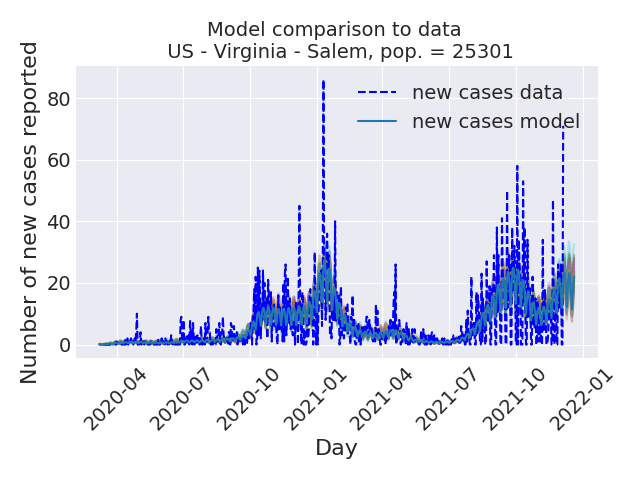 Model comparison to data
US - Virginia - Salem, pop. = 25301
Number of new cases reported
80
60
40
20
0
new cases data
new cases model
2020-04
2020-07
2020-10
2021-01
2021-04
2021-07
2021-10
2022-01
Day